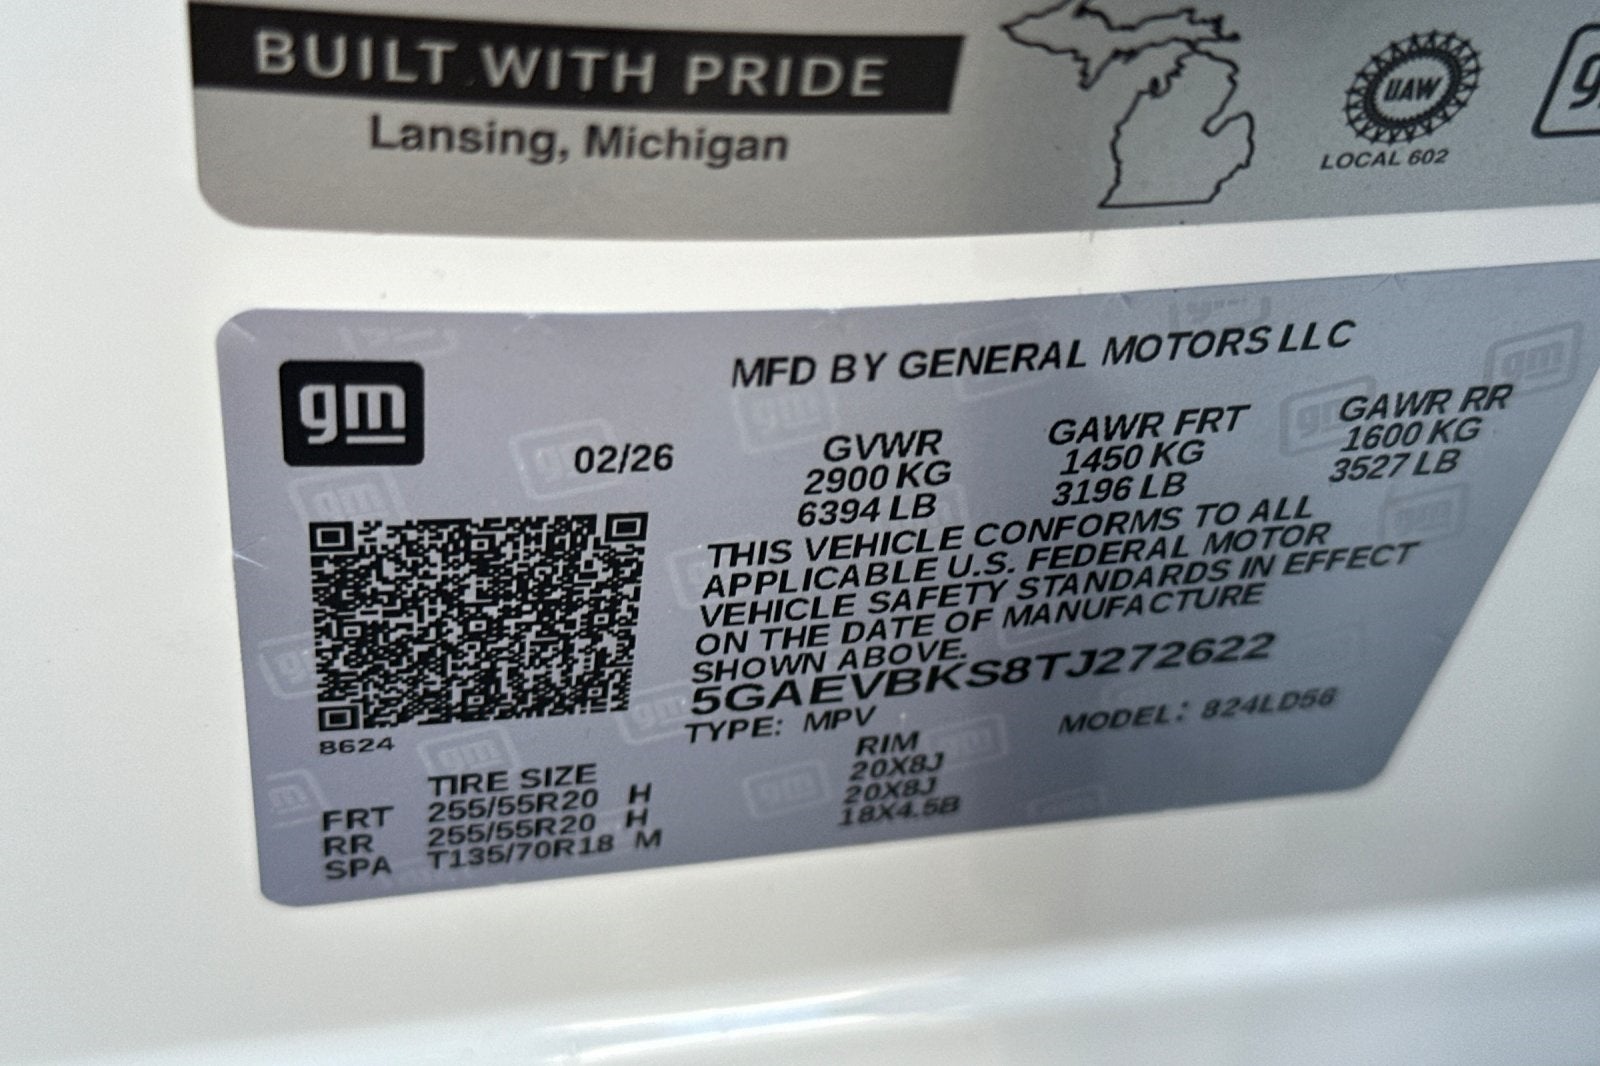 BUILT WITH PRIDE
Lansing, Michigan
UAW
LOCAL 602
gm
gm
MFD BY GENERAL MOTORS LLC
02/26
GVWR
2900 KG
6394 LB
GAWR FRT
1450 KG
3196 LB
GAWR RR
1600 KG
3527 LB
THIS VEHICLE CONFORMS TO ALL
APPLICABLE U.S. FEDERAL MOTOR
VEHICLE SAFETY STANDARDS IN EFFECT
ON THE DATE OF MANUFACTURE
SHOWN ABOVE.
5GAEVBKS8TJ272622
TYPE: MPV MODEL: 824LD56
8624
TIRE SIZE RIM
FRT 255/55R20 H 20X8J
RR 255/55R20 H 20X8J
SPA T135/70R18 M 18X4.5B